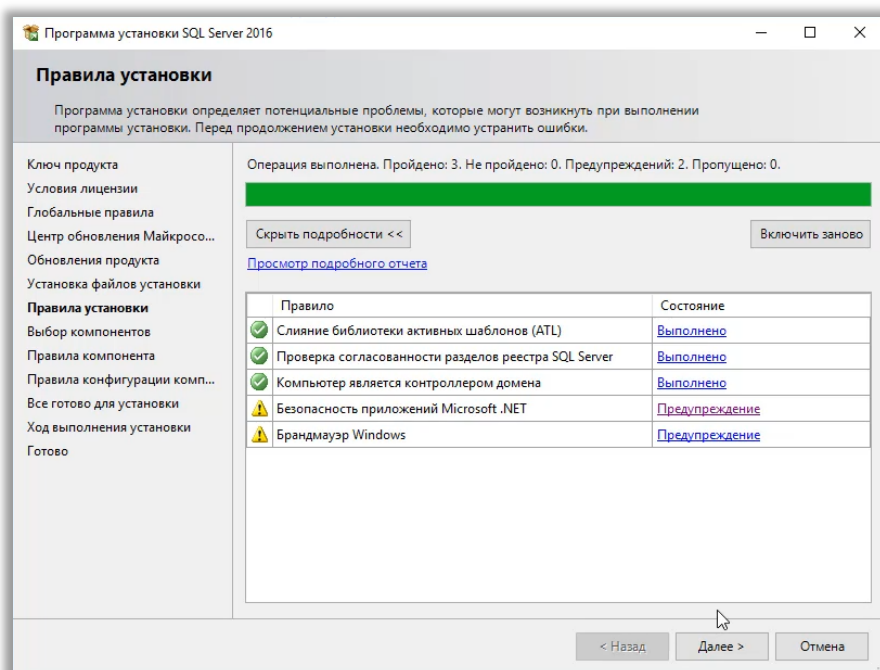 Программа установки SQL Server 2016
Правила установки
Программа установки определяет потенциальные проблемы, которые могут возникнуть при выполнении
программы установки. Перед продолжением установки необходимо устранить ошибки.
Ключ продукта
Условия лицензии
Глобальные правила
Центр обновления Майкросо...
Обновления продукта
Установка файлов установки
Правила установки
Выбор компонентов
Правила компонента
Правила конфигурации комп...
Все готово для установки
Ход выполнения установки
Готово
Операция выполнена. Пройдено: 3. Не пройдено: 0. Предупреждений: 2. Пропущено: 0.
Скрыть подробности <<
Включить заново
Просмотр подробного отчета
Правило Состояние
Слияние библиотеки активных шаблонов (ATL) Выполнено
Проверка согласованности разделов реестра SQL Server Выполнено
Компьютер является контроллером домена Выполнено
Безопасность приложений Microsoft .NET Предупреждение
Брандмауэр Windows Предупреждение
< Назад
Далее >
Отмена